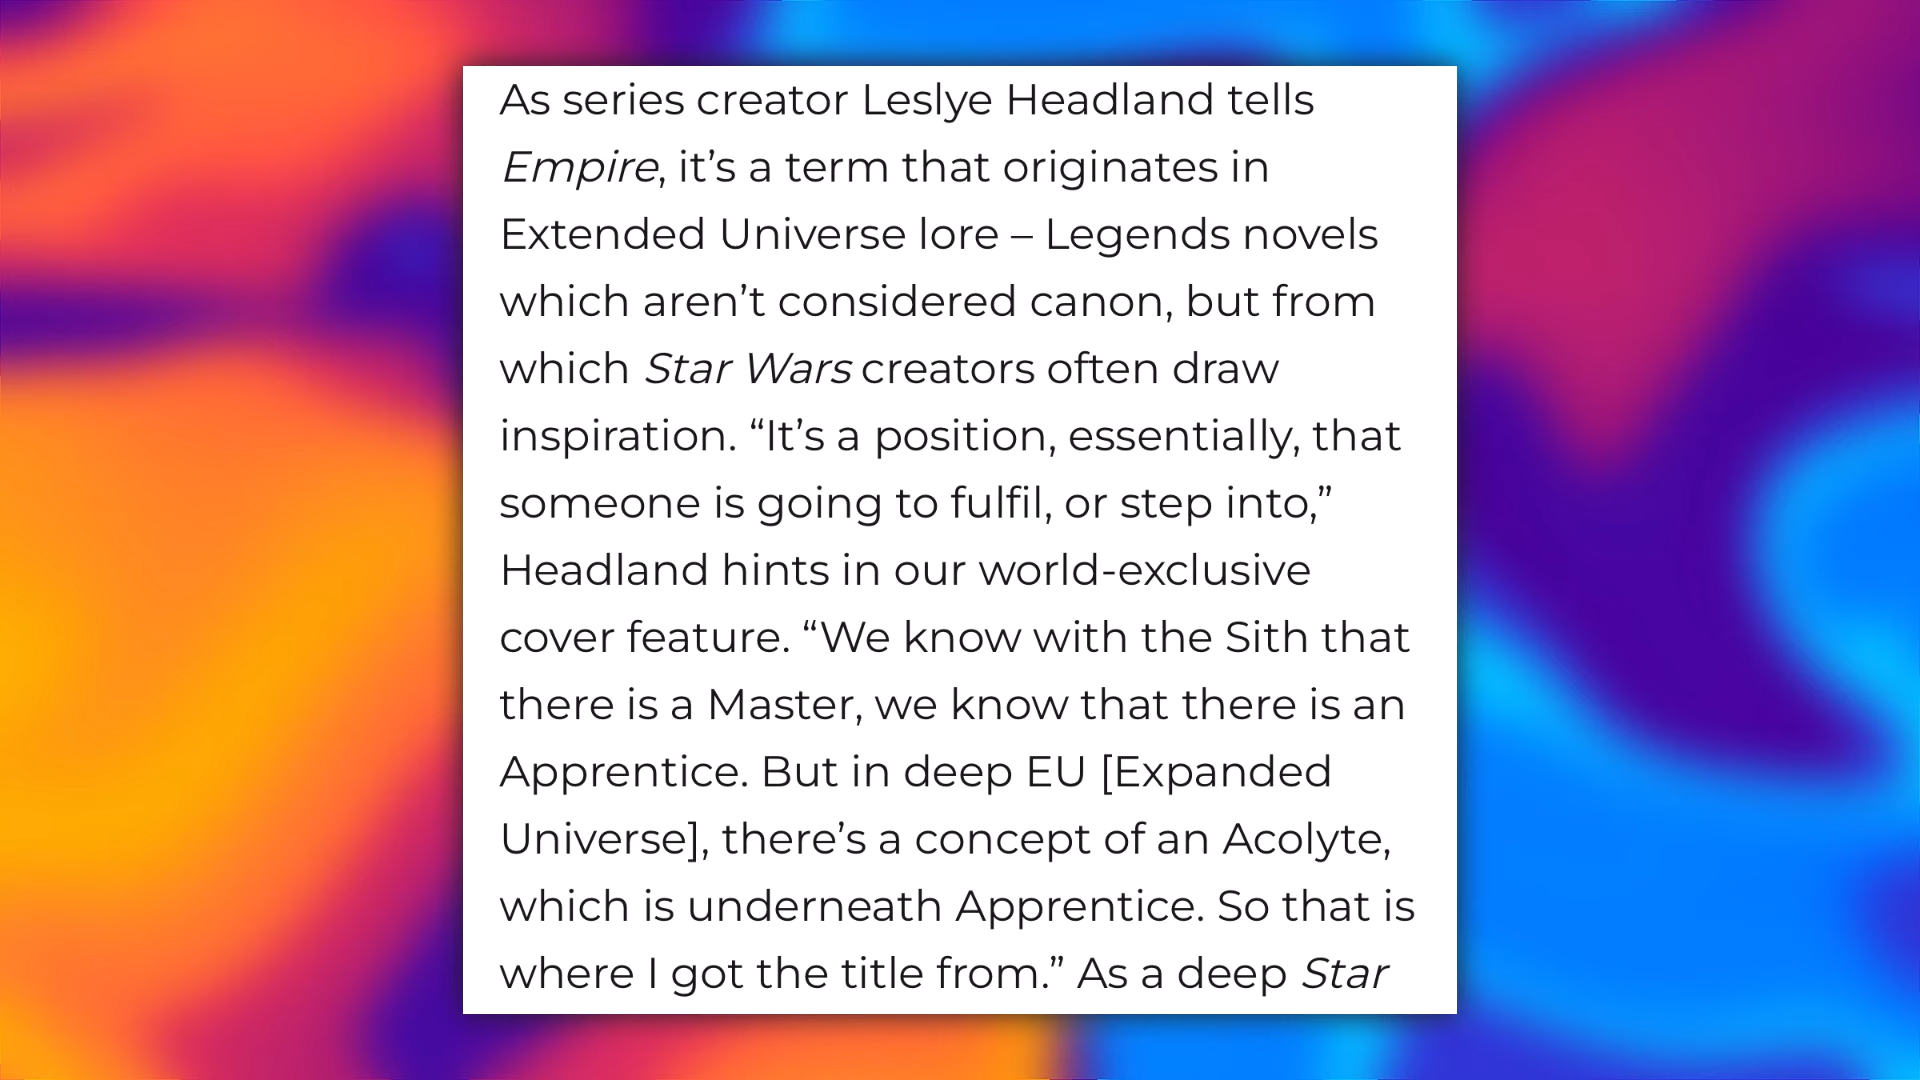 As series creator Leslye Headland tells
Empire, it’s a term that originates in
Extended Universe lore – Legends novels
which aren’t considered canon, but from
which Star Wars creators often draw
inspiration. “It’s a position, essentially, that
someone is going to fulfil, or step into,”
Headland hints in our world-exclusive
cover feature. “We know with the Sith that
there is a Master, we know that there is an
Apprentice. But in deep EU [Expanded
Universe], there’s a concept of an Acolyte,
which is underneath Apprentice. So that is
where I got the title from.” As a deep Star